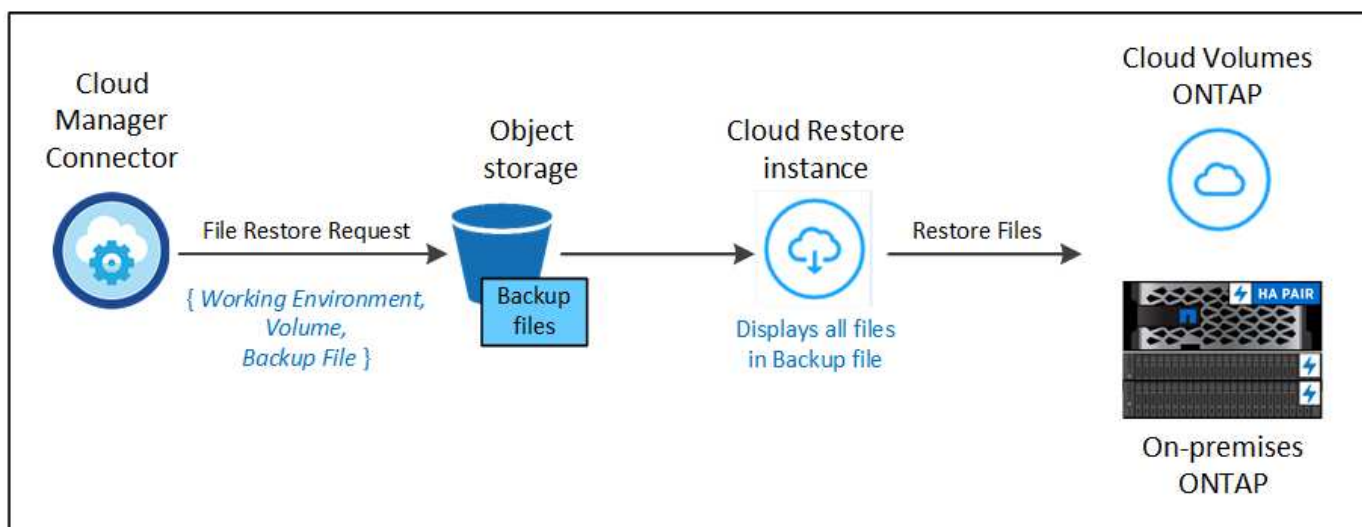 Cloud
Manager
Connector
File Restore Request
{ Working Environment,
Volume,
Backup File }
Object
storage
Backup
files
Cloud Restore
instance
Displays all files
in Backup file
Restore Files
Cloud Volumes
ONTAP
HA PAIR
On-premises
ONTAP